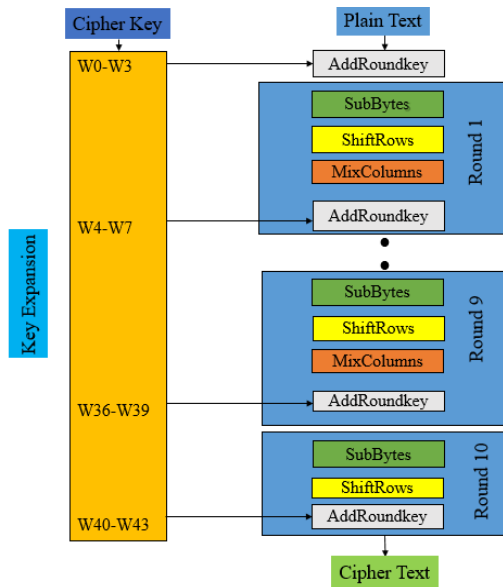 Cipher Key
Plain Text
W0-W3
AddRoundkey
SubBytes
ShiftRows
MixColumns
Round 1
W4-W7
AddRoundkey
Key Expansion
SubBytes
ShiftRows
MixColumns
Round 9
W36-W39
AddRoundkey
SubBytes
ShiftRows
Round 10
W40-W43
AddRoundkey
Cipher Text